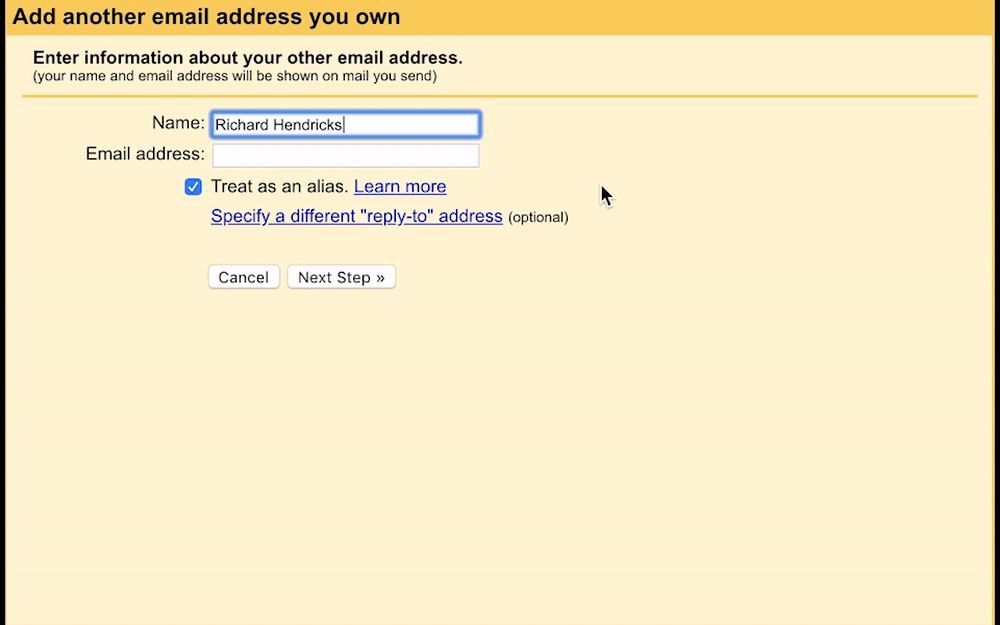 Add another email address you own
Enter information about your other email address.
(your name and email address will be shown on mail you send)
Name: Richard Hendricks
Email address:
Treat as an alias. Learn more
Specify a different "reply-to" address (optional)
Cancel Next Step »